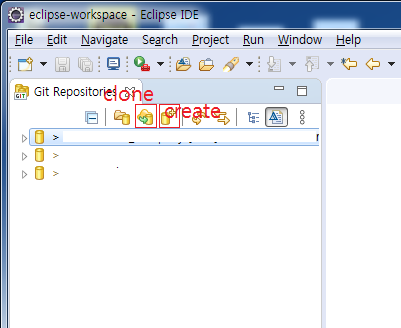 eclipse-workspace - Eclipse IDE
File Edit Navigate Search Project Run Window Help
Git Repositories
clone
create
>
>
>